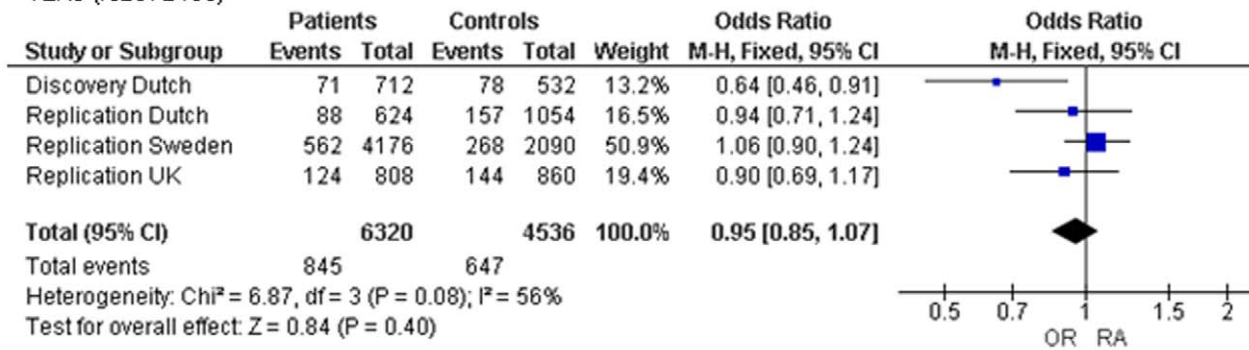 Patients Controls Odds Ratio Odds Ratio
Study or Subgroup Events Total Events Total Weight M-H, Fixed, 95% CI M-H, Fixed, 95% CI
Discovery Dutch 71 712 78 532 13.2% 0.64 [0.46, 0.91]
Replication Dutch 88 624 157 1054 16.5% 0.94 [0.71, 1.24]
Replication Sweden 562 4176 268 2090 50.9% 1.06 [0.90, 1.24]
Replication UK 124 808 144 860 19.4% 0.90 [0.69, 1.17]
Total (95% CI) 6320 4536 100.0% 0.95 [0.85, 1.07]
Total events 845 647
Heterogeneity: Chi² = 6.87, df = 3 (P = 0.08); I² = 56%
Test for overall effect: Z = 0.84 (P = 0.40)
0.5 0.7 1 1.5 2
OR RA